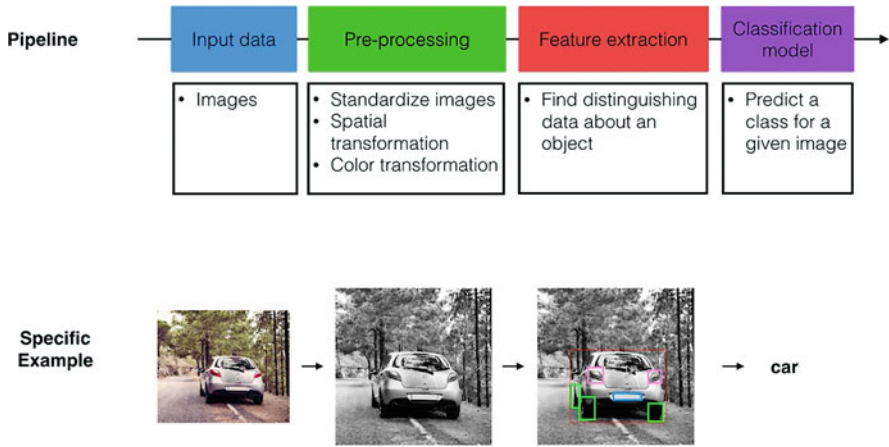 Pipeline
Input data
Pre-processing
Feature extraction
Classification
model
• Images
• Standardize images
• Spatial
transformation
• Color transformation
• Find distinguishing
data about an
object
• Predict a
class for a
given image
Specific
Example
car